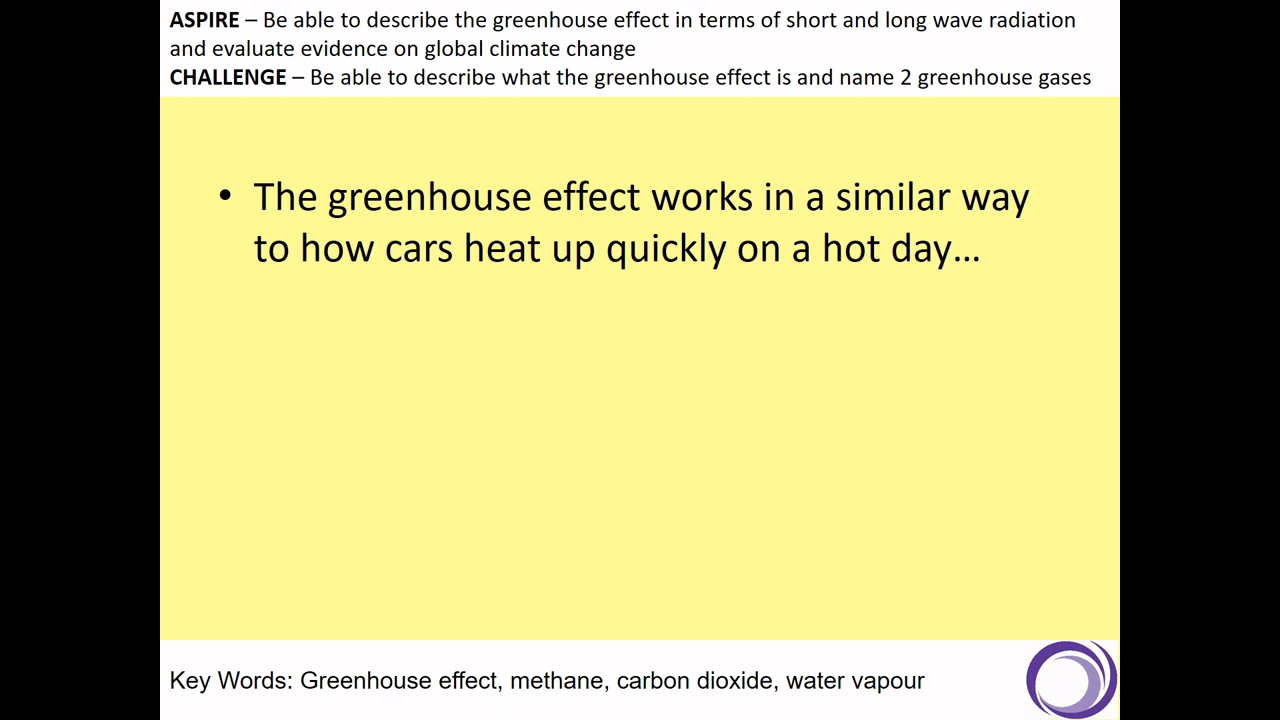 ASPIRE – Be able to describe the greenhouse effect in terms of short and long wave radiation
and evaluate evidence on global climate change
CHALLENGE – Be able to describe what the greenhouse effect is and name 2 greenhouse gases
• The greenhouse effect works in a similar way
to how cars heat up quickly on a hot day…
Key Words: Greenhouse effect, methane, carbon dioxide, water vapour